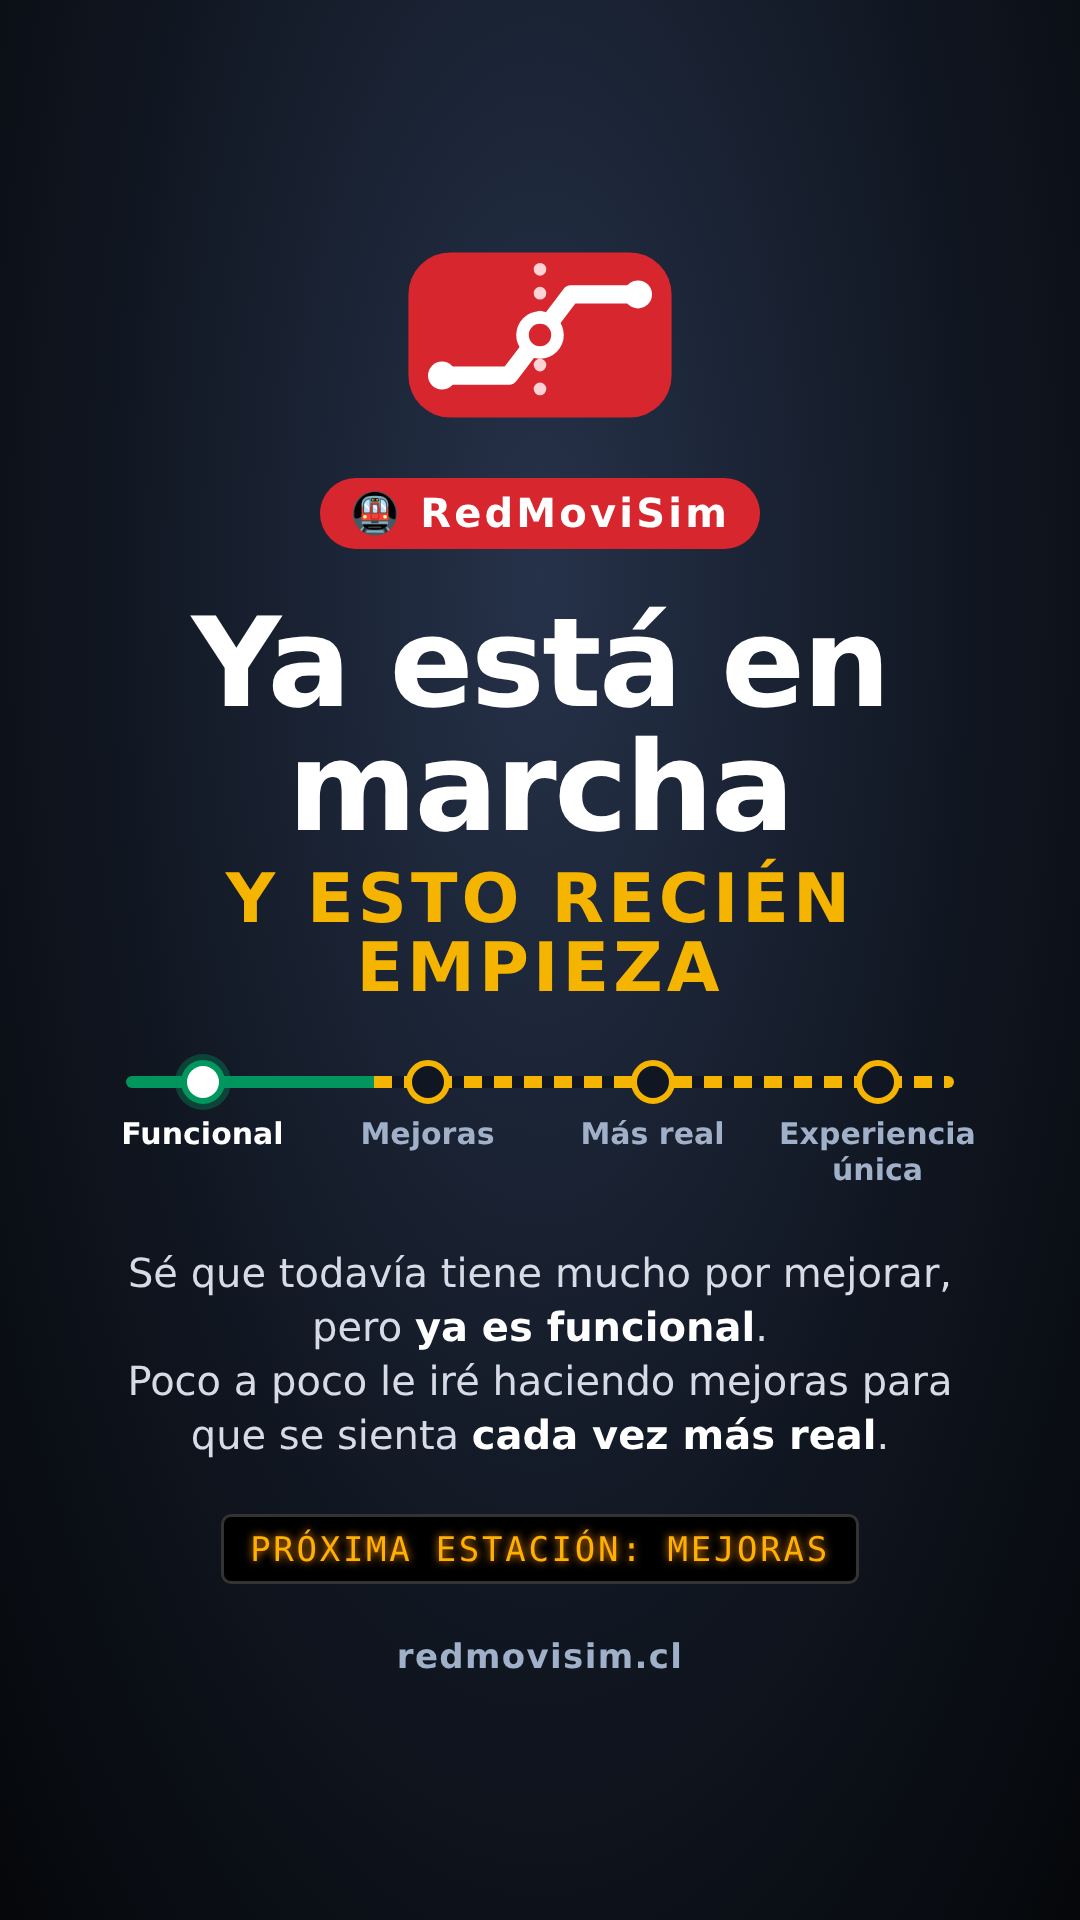 RedMoviSim
Ya está en
marcha
Y ESTO RECIÉN
EMPIEZA
Funcional
Mejoras
Más real
Experiencia
única
Sé que todavía tiene mucho por mejorar,
pero ya es funcional.
Poco a poco le iré haciendo mejoras para
que se sienta cada vez más real.
PRÓXIMA ESTACIÓN: MEJORAS
redmovisim.cl